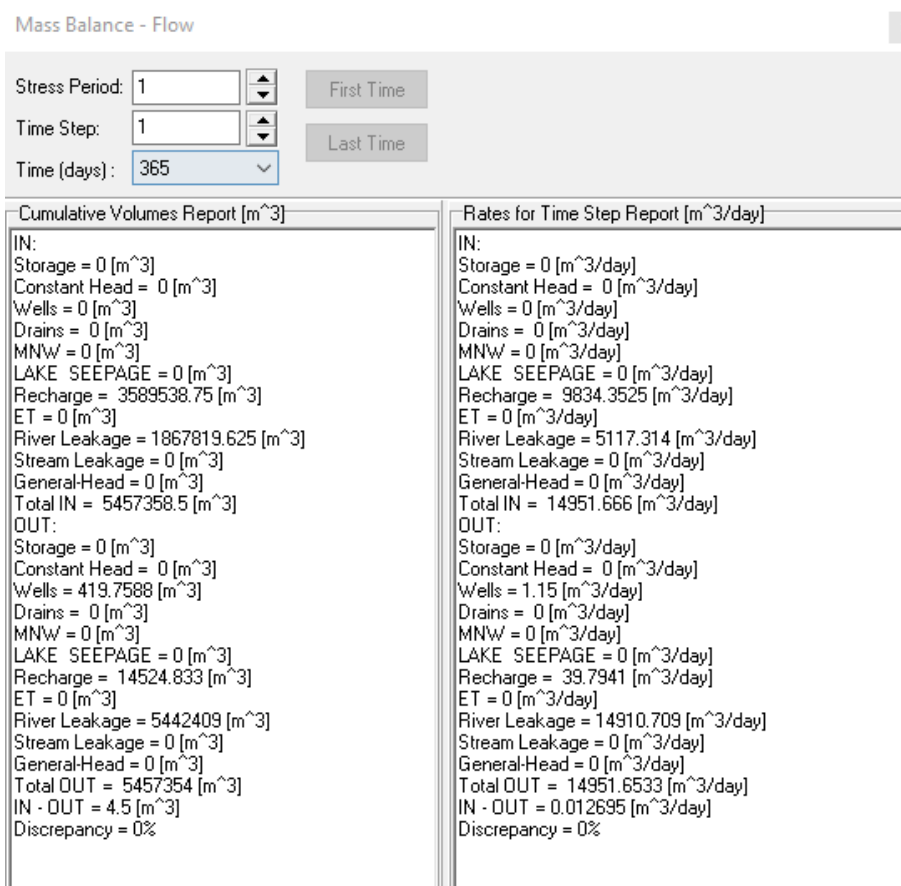 Mass Balance - Flow
Stress Period: 1
First Time
Time Step: 1
Last Time
Time (days) : 365
Cumulative Volumes Report [m^3]
IN:
Storage = 0 [m^3]
Constant Head = 0 [m^3]
Wells = 0 [m^3]
Drains = 0 [m^3]
MNW = 0 [m^3]
LAKE SEEPAGE = 0 [m^3]
Recharge = 3589538.75 [m^3]
ET = 0 [m^3]
River Leakage = 1867819.625 [m^3]
Stream Leakage = 0 [m^3]
General-Head = 0 [m^3]
Total IN = 5457358.5 [m^3]
OUT:
Storage = 0 [m^3]
Constant Head = 0 [m^3]
Wells = 419.7588 [m^3]
Drains = 0 [m^3]
MNW = 0 [m^3]
LAKE SEEPAGE = 0 [m^3]
Recharge = 14524.833 [m^3]
ET = 0 [m^3]
River Leakage = 5442409 [m^3]
Stream Leakage = 0 [m^3]
General-Head = 0 [m^3]
Total OUT = 5457354 [m^3]
IN - OUT = 4.5 [m^3]
Discrepancy = 0%
Rates for Time Step Report [m^3/day]
IN:
Storage = 0 [m^3/day]
Constant Head = 0 [m^3/day]
Wells = 0 [m^3/day]
Drains = 0 [m^3/day]
MNW = 0 [m^3/day]
LAKE SEEPAGE = 0 [m^3/day]
Recharge = 9834.3525 [m^3/day]
ET = 0 [m^3/day]
River Leakage = 5117.314 [m^3/day]
Stream Leakage = 0 [m^3/day]
General-Head = 0 [m^3/day]
Total IN = 14951.666 [m^3/day]
OUT:
Storage = 0 [m^3/day]
Constant Head = 0 [m^3/day]
Wells = 1.15 [m^3/day]
Drains = 0 [m^3/day]
MNW = 0 [m^3/day]
LAKE SEEPAGE = 0 [m^3/day]
Recharge = 39.7941 [m^3/day]
ET = 0 [m^3/day]
River Leakage = 14910.709 [m^3/day]
Stream Leakage = 0 [m^3/day]
General-Head = 0 [m^3/day]
Total OUT = 14951.6533 [m^3/day]
IN - OUT = 0.012695 [m^3/day]
Discrepancy = 0%